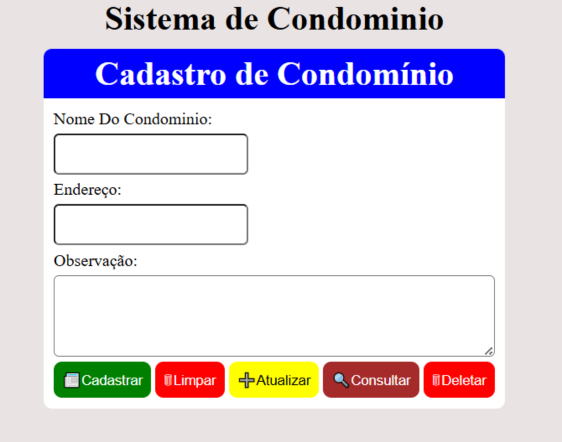 Sistema de Condominio
Cadastro de Condomínio
Nome Do Condominio:
Endereço:
Observação:
Cadastrar Limpar Atualizar Consultar Deletar